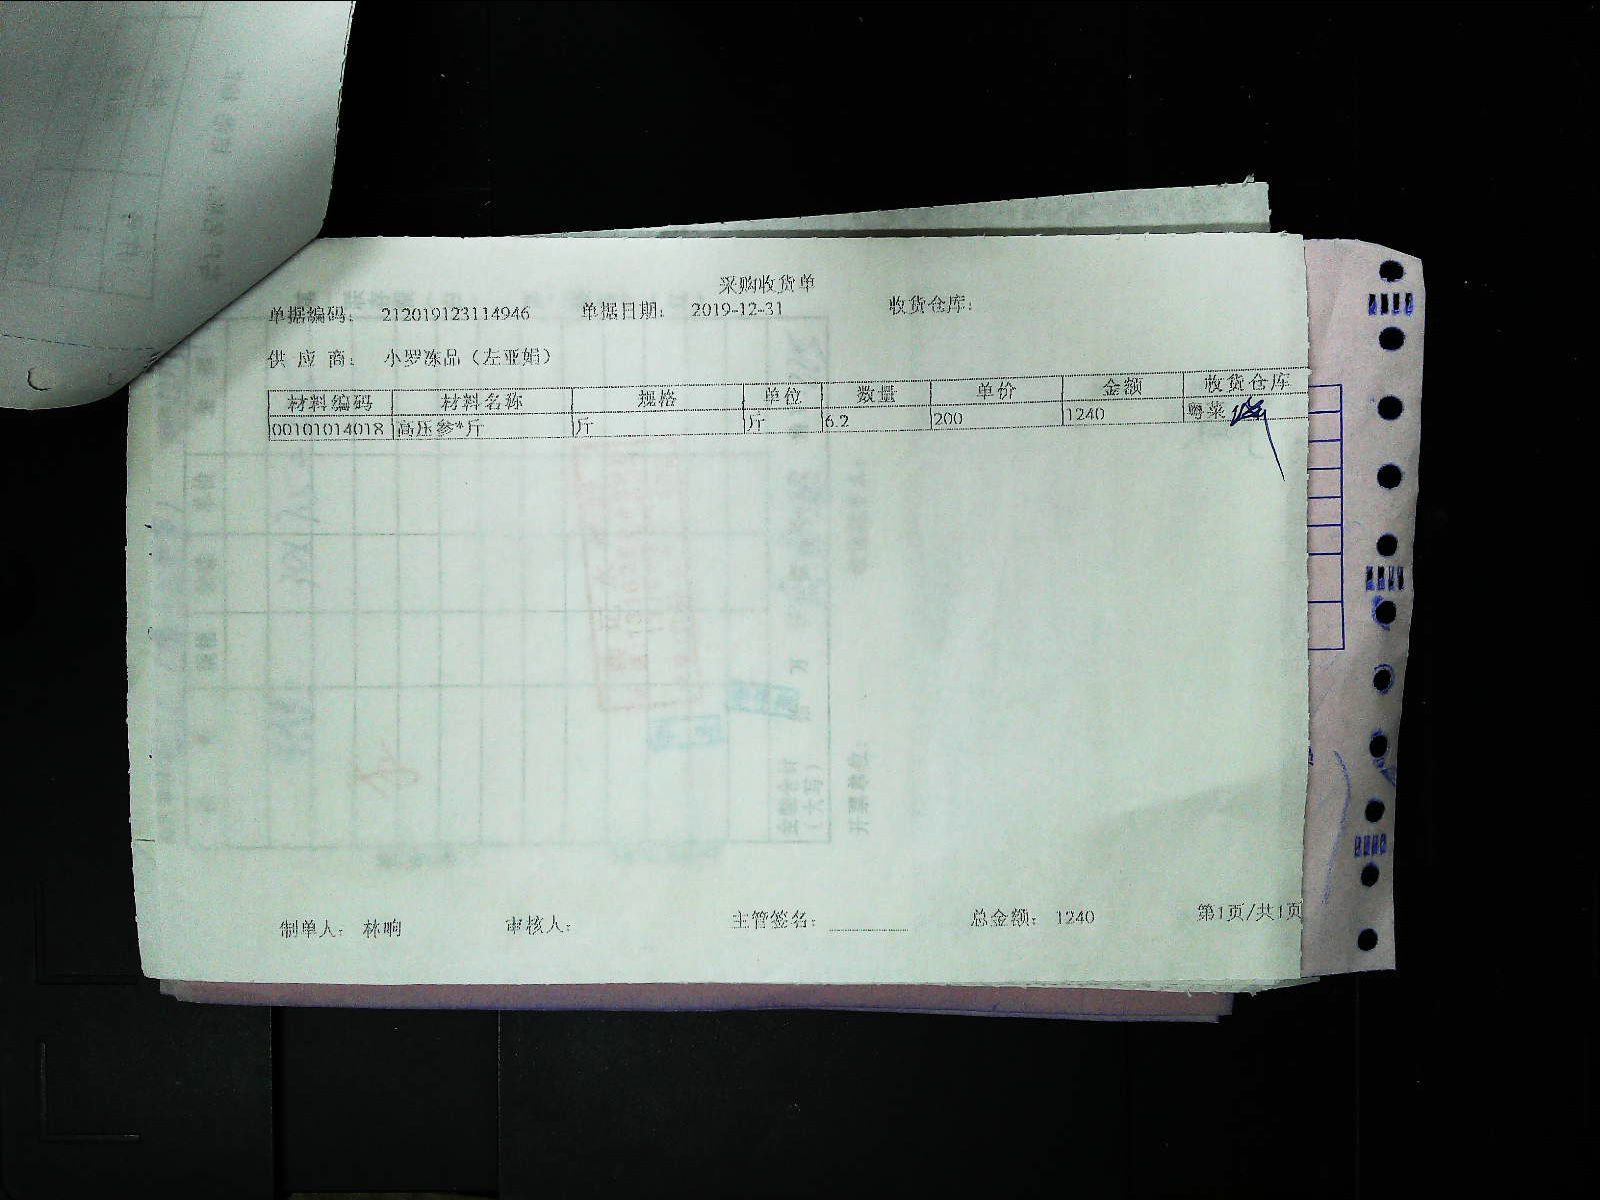 采购收货单
单据编码： 212019123114946 单据日期： 2019-12-31 收货仓库：
供 应 商： 小罗冻品（左亚娟）
材料编码 材料名称 规格 单位 数量 单价 金额 收货仓库
00101014018 高压参*斤 斤 斤 6.2 200 1240 粤菜
制单人： 林响 审核人： 主管签名： 总金额： 1240 第1页/共1页